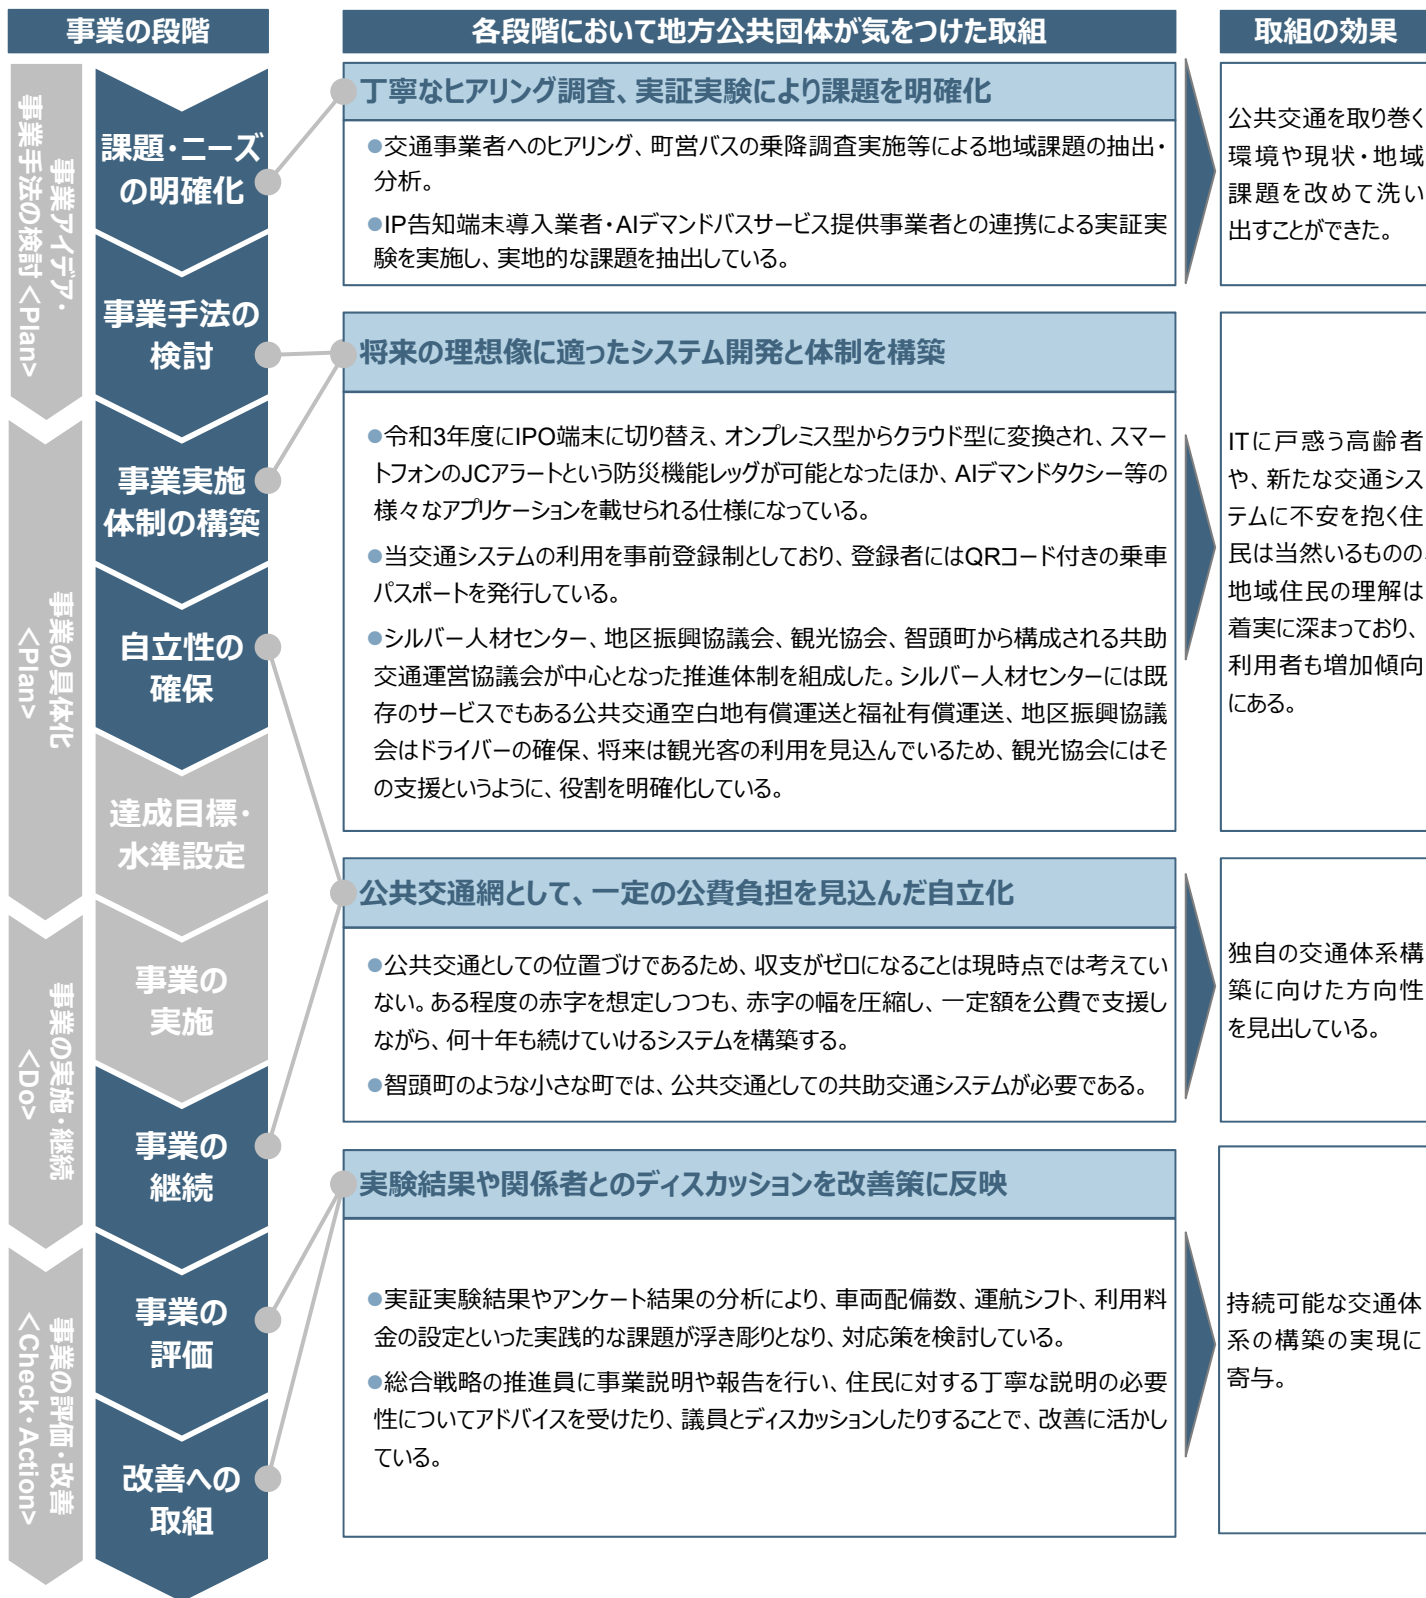 事業の段階
各段階において地方公共団体が気をつけた取組
取組の効果
事業アイデア・
事業手法の検討 <Plan>
事業の具体化
<Plan>
事業の実施・継続
<Do>
事業の評価・改善
<Check・Action>
課題・ニーズ
の明確化
事業手法の
検討
事業実施
体制の構築
自立性の
確保
達成目標・
水準設定
事業の
実施
事業の
継続
事業の
評価
改善への
取組
丁寧なヒアリング調査、実証実験により課題を明確化
●交通事業者へのヒアリング、町営バスの乗降調査実施等による地域課題の抽出・
分析。
●IP告知端末導入業者・AIデマンドバスサービス提供事業者との連携による実証実
験を実施し、実地的な課題を抽出している。
公共交通を取り巻く
環境や現状・地域
課題を改めて洗い
出すことができた。
将来の理想像に適ったシステム開発と体制を構築
●令和3年度にIPO端末に切り替え、オンプレミス型からクラウド型に変換され、スマー
トフォンのJCアラートという防災機能レッグが可能となったほか、AIデマンドタクシー等の
様々なアプリケーションを載せられる仕様になっている。
●当交通システムの利用を事前登録制としており、登録者にはQRコード付きの乗車
パスポートを発行している。
●シルバー人材センター、地区振興協議会、観光協会、智頭町から構成される共助
交通運営協議会が中心となった推進体制を組成した。シルバー人材センターには既
存のサービスでもある公共交通空白地有償運送と福祉有償運送、地区振興協議
会はドライバーの確保、将来は観光客の利用を見込んでいるため、観光協会にはそ
の支援というように、役割を明確化している。
ITに戸惑う高齢者
や、新たな交通シス
テムに不安を抱く住
民は当然いるものの、
地域住民の理解は
着実に深まっており、
利用者も増加傾向
にある。
公共交通網として、一定の公費負担を見込んだ自立化
●公共交通としての位置づけであるため、収支がゼロになることは現時点では考えてい
ない。ある程度の赤字を想定しつつも、赤字の幅を圧縮し、一定額を公費で支援し
ながら、何十年も続けていけるシステムを構築する。
●智頭町のような小さな町では、公共交通としての共助交通システムが必要である。
独自の交通体系構
築に向けた方向性
を見出している。
実験結果や関係者とのディスカッションを改善策に反映
●実証実験結果やアンケート結果の分析により、車両配備数、運航シフト、利用料
金の設定といった実践的な課題が浮き彫りとなり、対応策を検討している。
●総合戦略の推進員に事業説明や報告を行い、住民に対する丁寧な説明の必要
性についてアドバイスを受けたり、議員とディスカッションしたりすることで、改善に活かし
ている。
持続可能な交通体
系の構築の実現に
寄与。